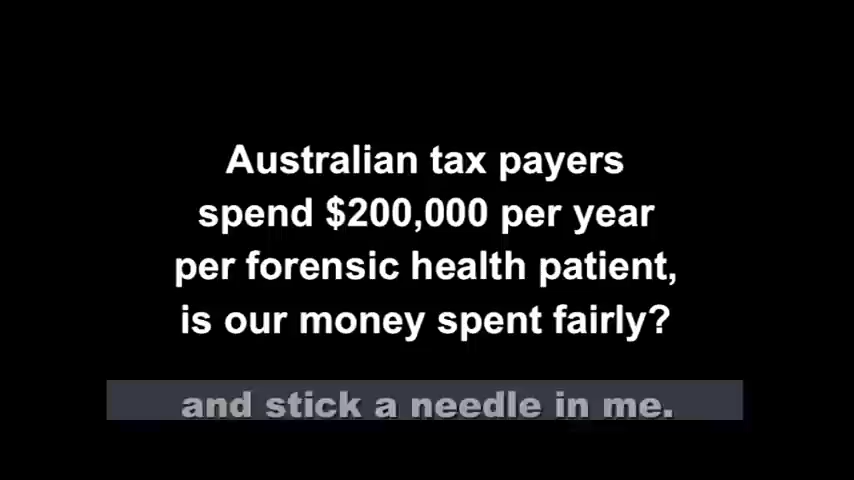 Australian tax payers
spend $200,000 per year
per forensic health patient,
is our money spent fairly?
and stick a needle in me.